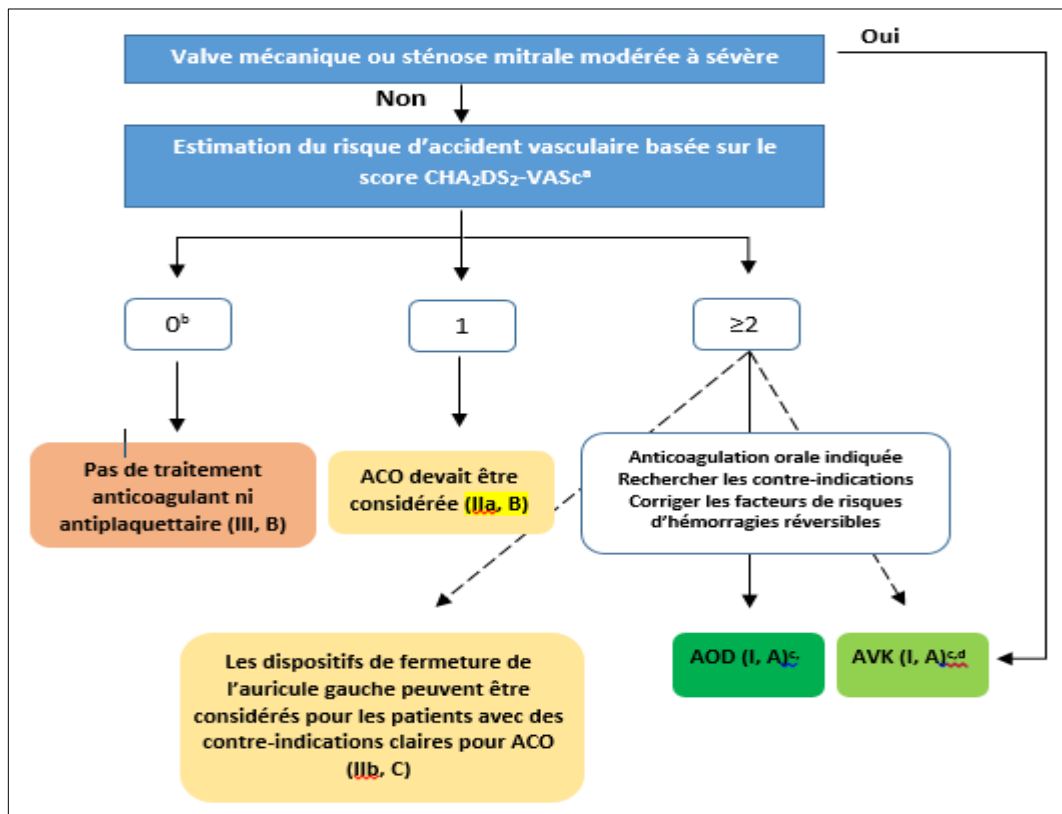 Oui
Valve mécanique ou sténose mitrale modérée à sévère
Non
Estimation du risque d'accident vasculaire basée sur le
score CHA₂DS₂-VAScª
0ᵇ
1
≥2
Pas de traitement
anticoagulant ni
antiplaquettaire (III, B)
ACO devait être
considérée (IIa, B)
Anticoagulation orale indiquée
Rechercher les contre-indications
Corriger les facteurs de risques
d'hémorragies réversibles
Les dispositifs de fermeture de
l'auricule gauche peuvent être
considérés pour les patients avec des
contre-indications claires pour ACO
(IIb, C)
AOD (I, A)ᶜ,
AVK (I, A)ᶜ,ᵈ